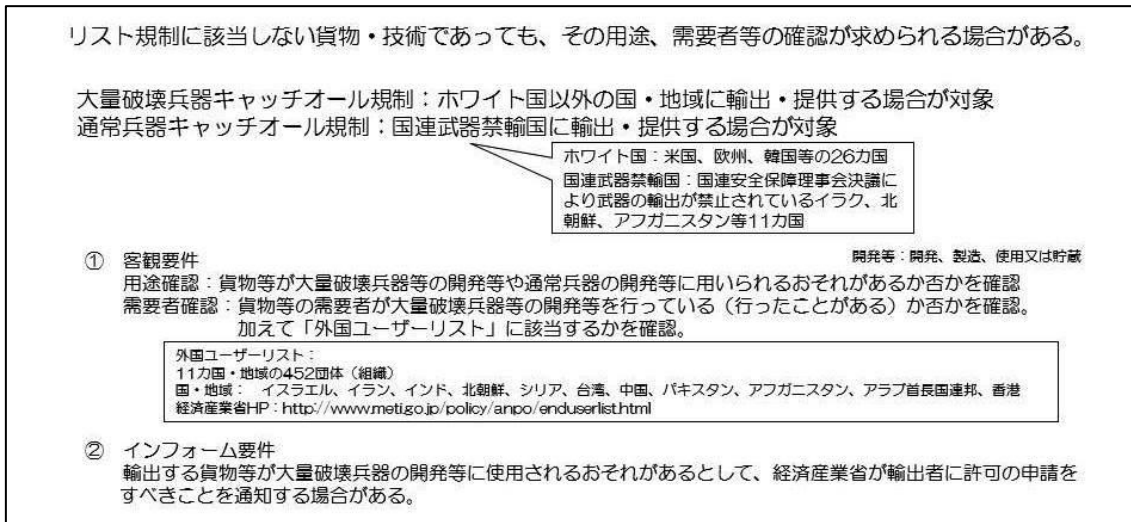 リスト規制に該当しない貨物・技術であっても、その用途、需要者等の確認が求められる場合がある。
大量破壊兵器キャッチオール規制：ホワイト国以外の国・地域に輸出・提供する場合が対象
通常兵器キャッチオール規制：国連武器禁輸国に輸出・提供する場合が対象
ホワイト国：米国、欧州、韓国等の26カ国
国連武器禁輸国：国連安全保障理事会決議に
より武器の輸出が禁止されているイラク、北
朝鮮、アフガニスタン等11カ国
① 客観要件
開発等：開発、製造、使用又は貯蔵
用途確認：貨物等が大量破壊兵器等の開発等や通常兵器の開発等に用いられるおそれがあるか否かを確認
需要者確認：貨物等の需要者が大量破壊兵器等の開発等を行っている（行ったことがある）か否かを確認。
加えて「外国ユーザーリスト」に該当するかを確認。
外国ユーザーリスト：
11カ国・地域の452団体（組織）
国・地域： イスラエル、イラン、インド、北朝鮮、シリア、台湾、中国、パキスタン、アフガニスタン、アラブ首長国連邦、香港
経済産業省HP：http://www.meti.go.jp/policy/anpo/enduserlist.html
② インフォーム要件
輸出する貨物等が大量破壊兵器の開発等に使用されるおそれがあるとして、経済産業省が輸出者に許可の申請を
すべきことを通知する場合がある。